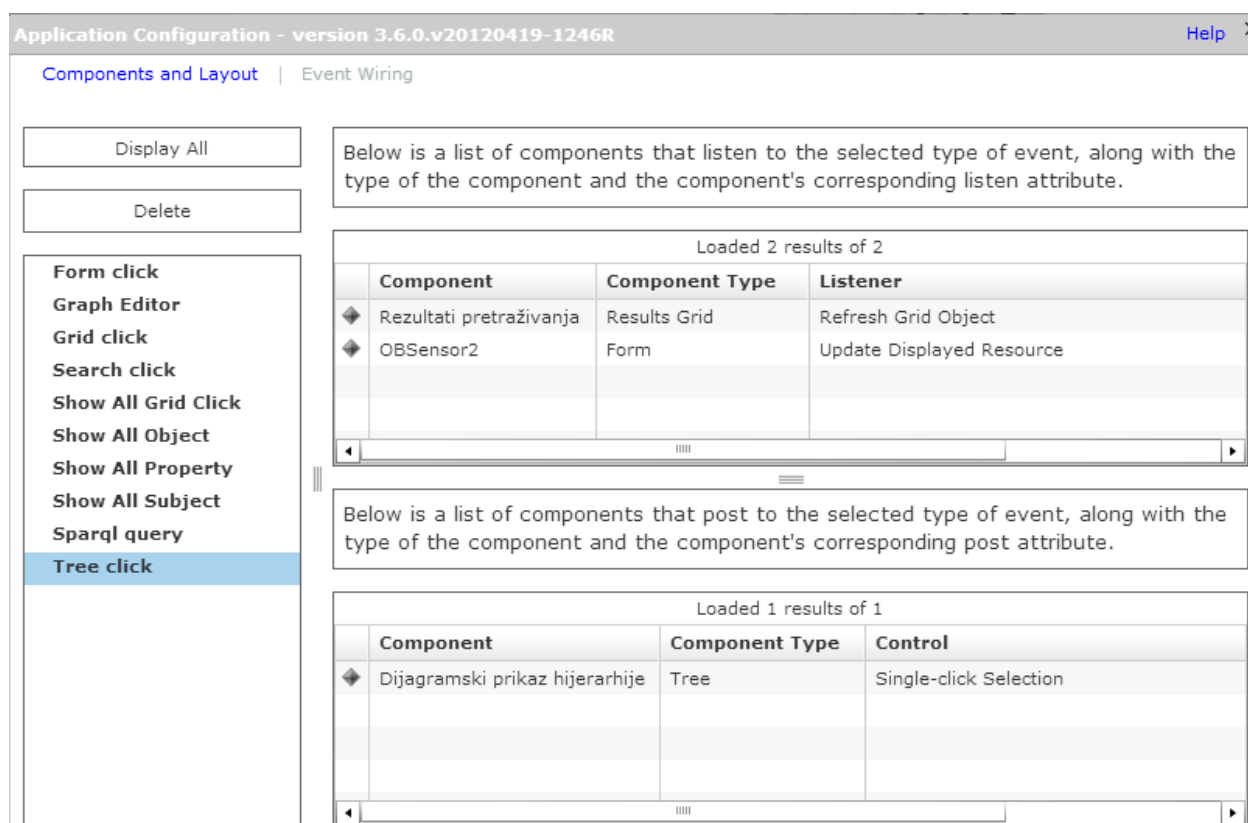 Application Configuration - version 3.6.0.v20120419-1246R
Help
Components and Layout | Event Wiring
Display All
Delete
Form click
Graph Editor
Grid click
Search click
Show All Grid Click
Show All Object
Show All Property
Show All Subject
Sparql query
Tree click
Below is a list of components that listen to the selected type of event, along with the
type of the component and the component's corresponding listen attribute.
Loaded 2 results of 2
Component Component Type Listener
Rezultati pretraživanja Results Grid Refresh Grid Object
OBSensor2 Form Update Displayed Resource
Below is a list of components that post to the selected type of event, along with the
type of the component and the component's corresponding post attribute.
Loaded 1 results of 1
Component Component Type Control
Dijagramski prikaz hijerarhije Tree Single-click Selection